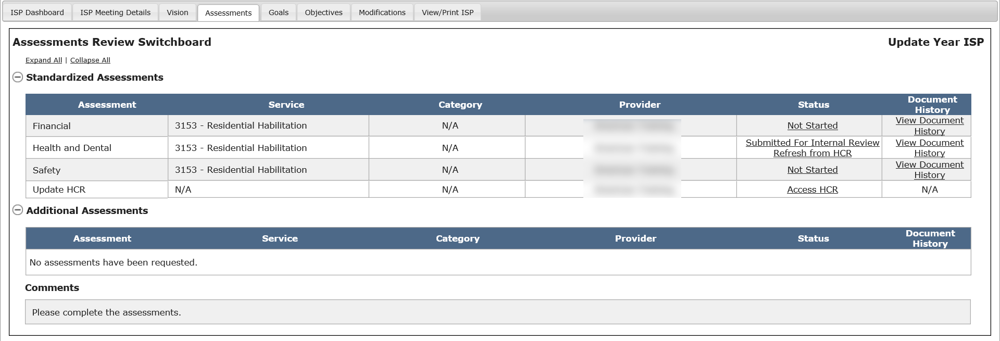 ISP Dashboard ISP Meeting Details Vision Assessments Goals Objectives Modifications View/Print ISP
Assessments Review Switchboard Update Year ISP
Expand All | Collapse All
Standardized Assessments
Assessment Service Category Provider Status Document
History
Financial 3153 - Residential Habilitation N/A Not Started View Document
History
Health and Dental 3153 - Residential Habilitation N/A Submitted For Internal Review View Document
Refresh from HCR History
Safety 3153 - Residential Habilitation N/A Not Started View Document
History
Update HCR N/A N/A Access HCR N/A
Additional Assessments
Assessment Service Category Provider Status Document
History
No assessments have been requested.
Comments
Please complete the assessments.